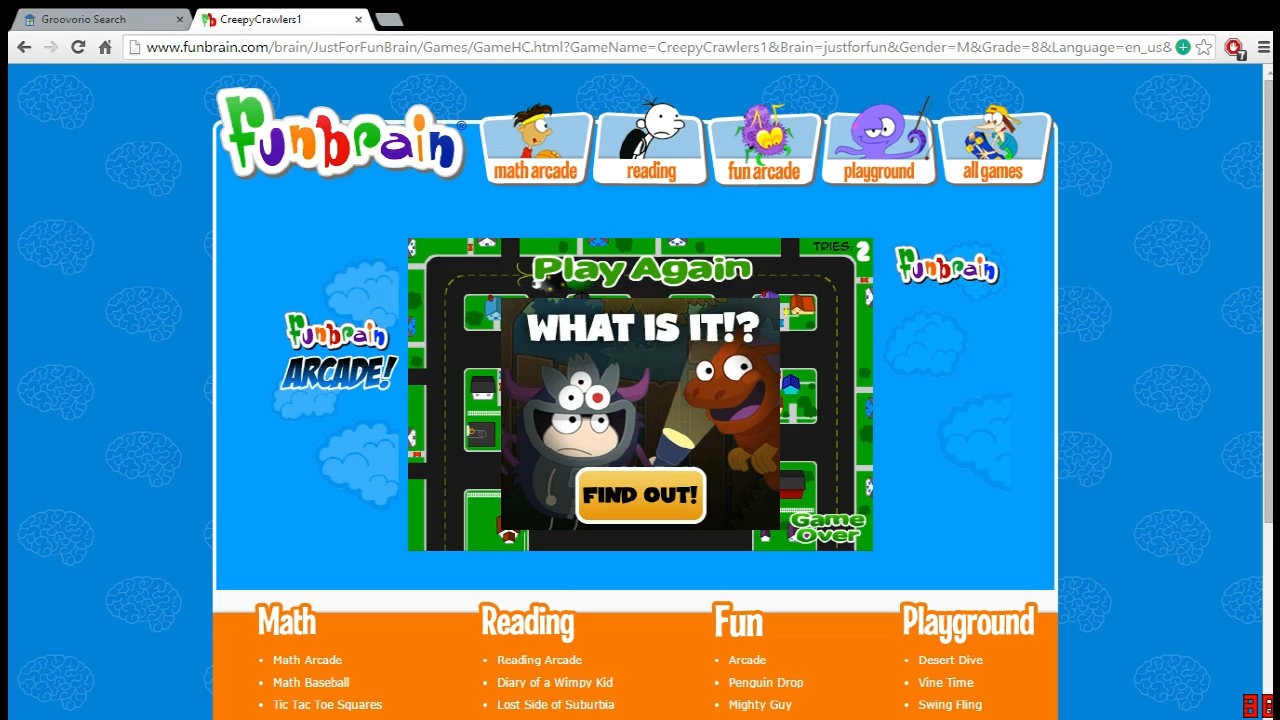 Groovorio Search
CreepyCrawlers1
www.funbrain.com/brain/JustForFunBrain/Games/GameHC.html?GameName=CreepyCrawlers1&Brain=justforfun&Gender=M&Grade=8&Language=en_us&
7
funbrain®
math arcade
reading
fun arcade
playground
all games
TRIES: 2
Play Again
funbrain
WHAT IS IT!?
funbrain
ARCADE!
FIND OUT!
Game
Over
Math
Reading
Fun
Playground
• Math Arcade
• Reading Arcade
• Arcade
• Desert Dive
• Math Baseball
• Diary of a Wimpy Kid
• Penguin Drop
• Vine Time
• Tic Tac Toe Squares
• Lost Side of Suburbia
• Mighty Guy
• Swing Fling